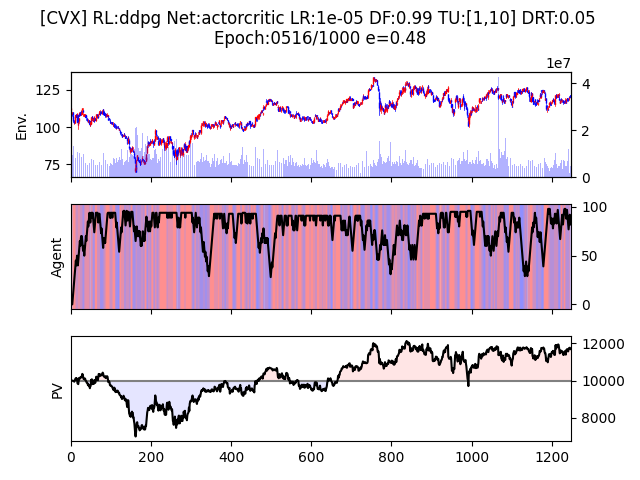 [CVX] RL:ddpg Net:actorcritic LR:1e-05 DF:0.99 TU:[1,10] DRT:0.05
Epoch:0516/1000 e=0.48
1e7
Env.
125
100
75
4
2
0
Agent
100
50
0
PV
12000
10000
8000
0 200 400 600 800 1000 1200